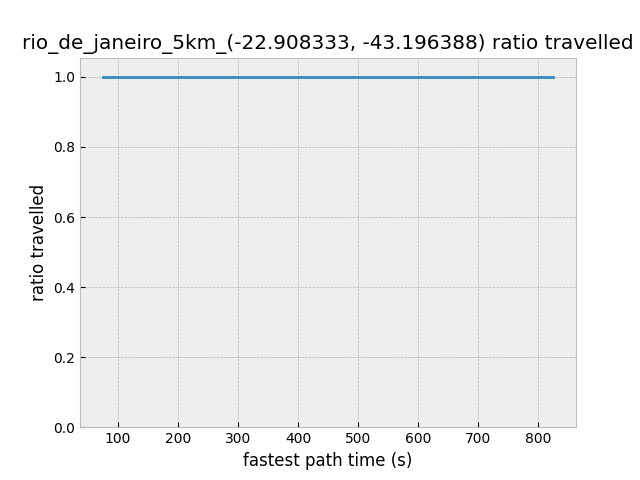 rio_de_janeiro_5km_(-22.908333, -43.196388) ratio travelled
1.0
0.8
0.6
0.4
0.2
0.0
ratio travelled
100 200 300 400 500 600 700 800
fastest path time (s)